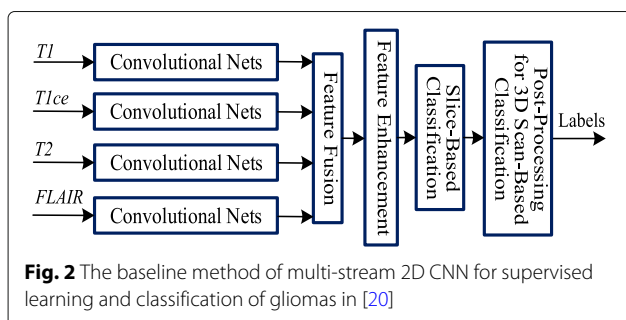 T1
Convolutional Nets
T1ce
Convolutional Nets
T2
Convolutional Nets
FLAIR
Convolutional Nets
Feature Fusion
Feature Enhancement
Slice-Based
Classification
Post-Processing
for 3D Scan-Based
Classification
Labels
Fig. 2 The baseline method of multi-stream 2D CNN for supervised
learning and classification of gliomas in [20]